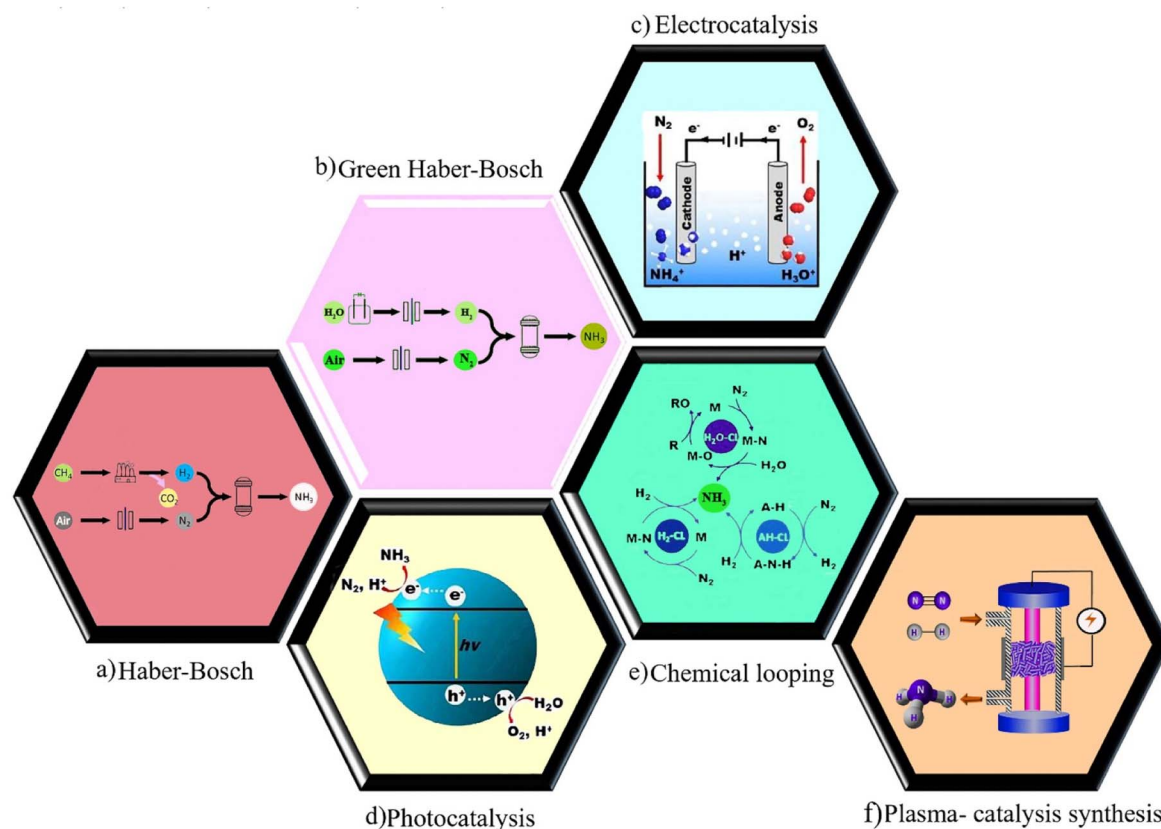 c) Electrocatalysis
N₂
e⁻
e⁻
O₂
Cathode
Anode
H⁺
NH₄⁺
H₃O⁺
b) Green Haber-Bosch
H₂O
H₂
Air
N₂
NH₃
CH₄
H₂
CO₂
Air
N₂
NH₃
a) Haber-Bosch
RO
M
N₂
R
H₂O-CL
M-N
M-O
H₂O
NH₃
H₂
A-H
N₂
M-N
H₂-CL
M
AH-CL
N₂
H₂
A-N-H
H₂
e) Chemical looping
NH₃
N₂, H⁺
e⁻
e⁻
hν
h⁺
h⁺
H₂O
O₂, H⁺
d) Photocatalysis
N
N
H
H
N
H
H
H
f) Plasma- catalysis synthesis